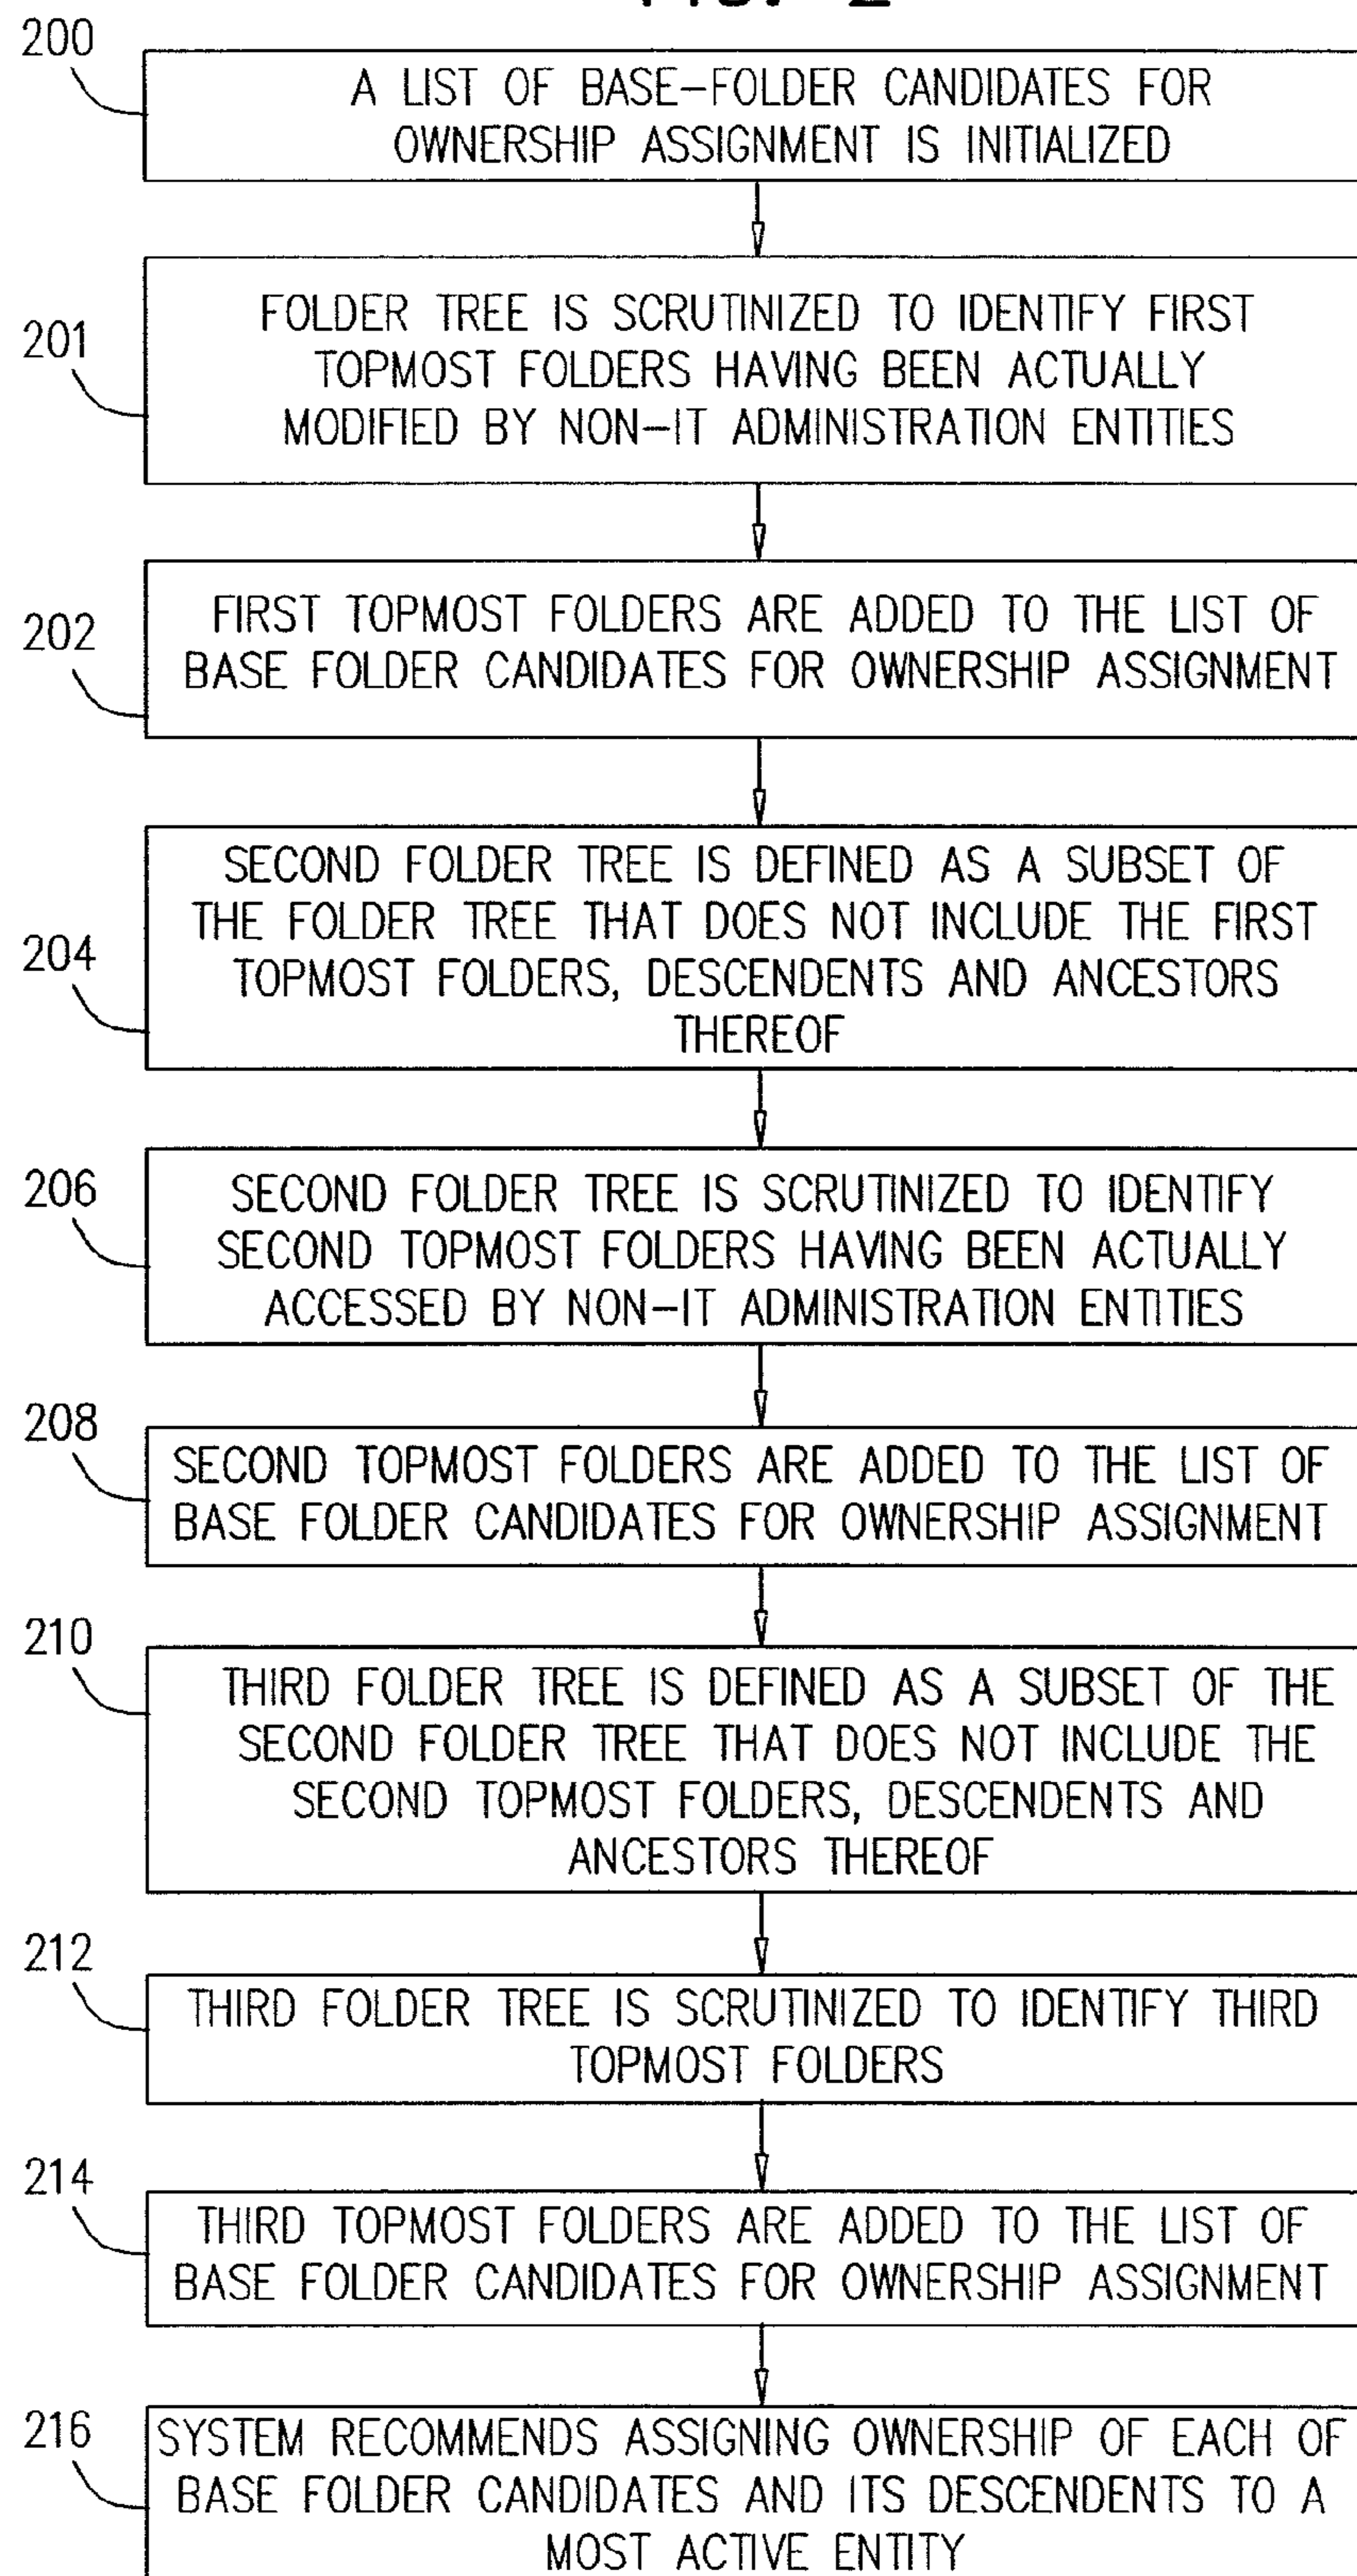 200
A LIST OF BASE-FOLDER CANDIDATES FOR
OWNERSHIP ASSIGNMENT IS INITIALIZED
201
FOLDER TREE IS SCRUTINIZED TO IDENTIFY FIRST
TOPMOST FOLDERS HAVING BEEN ACTUALLY
MODIFIED BY NON-IT ADMINISTRATION ENTITIES
202
FIRST TOPMOST FOLDERS ARE ADDED TO THE LIST OF
BASE FOLDER CANDIDATES FOR OWNERSHIP ASSIGNMENT
204
SECOND FOLDER TREE IS DEFINED AS A SUBSET OF
THE FOLDER TREE THAT DOES NOT INCLUDE THE FIRST
TOPMOST FOLDERS, DESCENDENTS AND ANCESTORS
THEREOF
206
SECOND FOLDER TREE IS SCRUTINIZED TO IDENTIFY
SECOND TOPMOST FOLDERS HAVING BEEN ACTUALLY
ACCESSED BY NON-IT ADMINISTRATION ENTITIES
208
SECOND TOPMOST FOLDERS ARE ADDED TO THE LIST OF
BASE FOLDER CANDIDATES FOR OWNERSHIP ASSIGNMENT
210
THIRD FOLDER TREE IS DEFINED AS A SUBSET OF THE
SECOND FOLDER TREE THAT DOES NOT INCLUDE THE
SECOND TOPMOST FOLDERS, DESCENDENTS AND
ANCESTORS THEREOF
212
THIRD FOLDER TREE IS SCRUTINIZED TO IDENTIFY THIRD
TOPMOST FOLDERS
214
THIRD TOPMOST FOLDERS ARE ADDED TO THE LIST OF
BASE FOLDER CANDIDATES FOR OWNERSHIP ASSIGNMENT
216
SYSTEM RECOMMENDS ASSIGNING OWNERSHIP OF EACH OF
BASE FOLDER CANDIDATES AND ITS DESCENDENTS TO A
MOST ACTIVE ENTITY